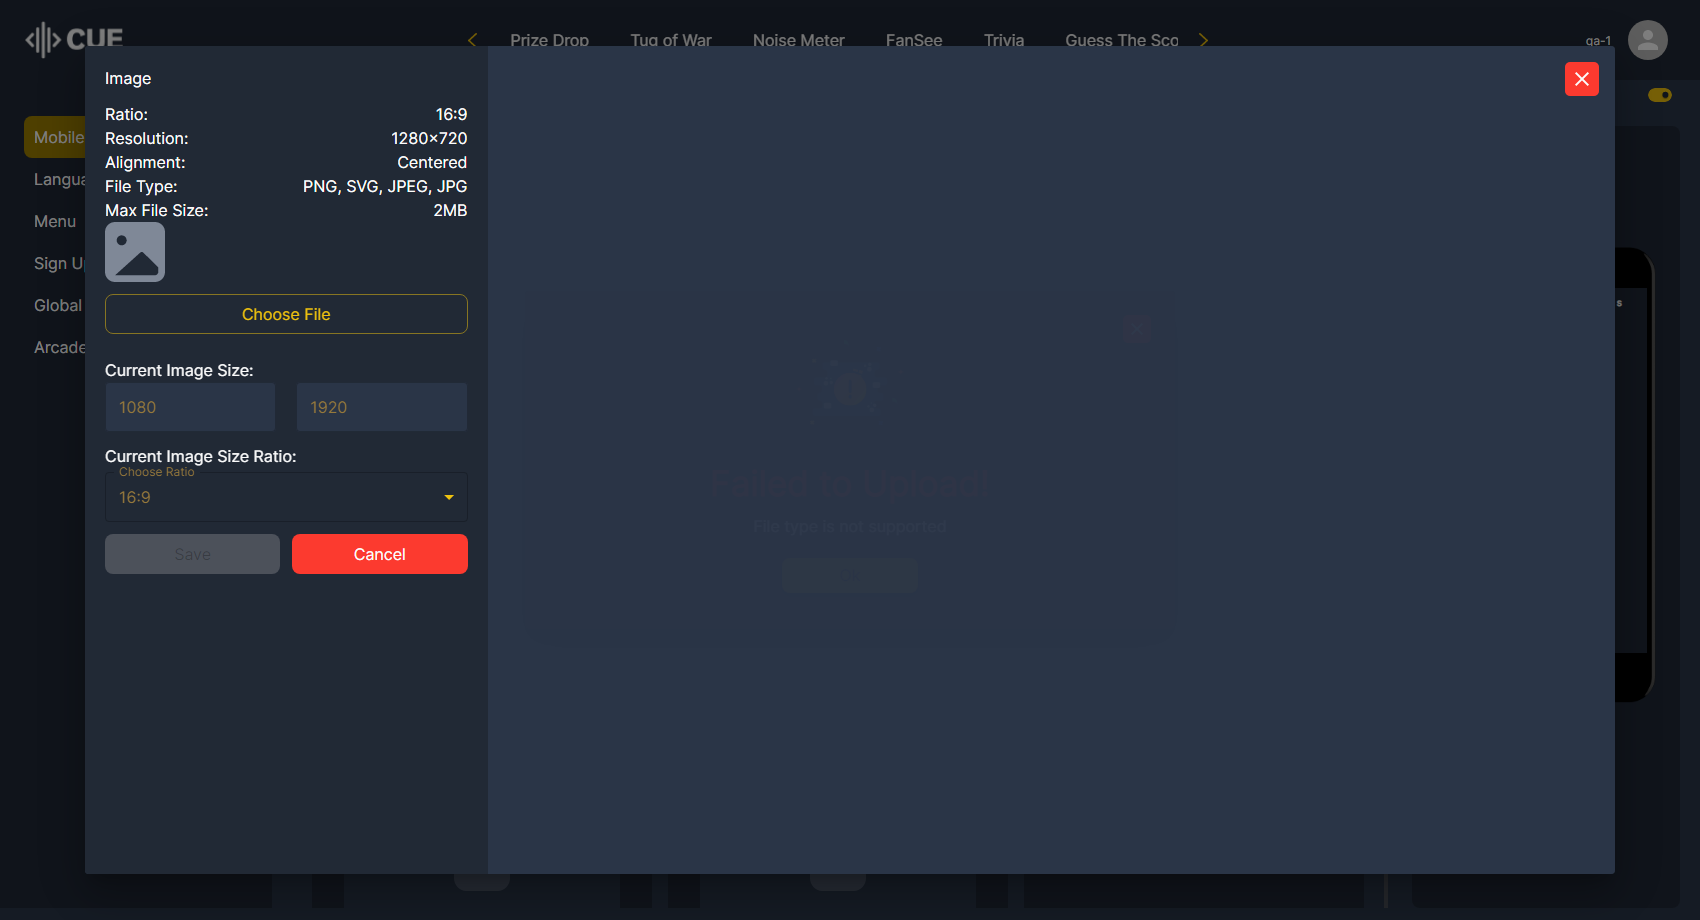 CUE
Prize Drop
Tug of War
Noise Meter
FanSee
Trivia
Guess The Sco
qa-1
Mobile
Langua
Menu
Sign U
Global
Arcade
Image
Ratio: 16:9
Resolution: 1280×720
Alignment: Centered
File Type: PNG, SVG, JPEG, JPG
Max File Size: 2MB
Choose File
Current Image Size:
1080 1920
Current Image Size Ratio:
Choose Ratio
16:9
Save Cancel
Failed to Upload!
File type is not supported
s